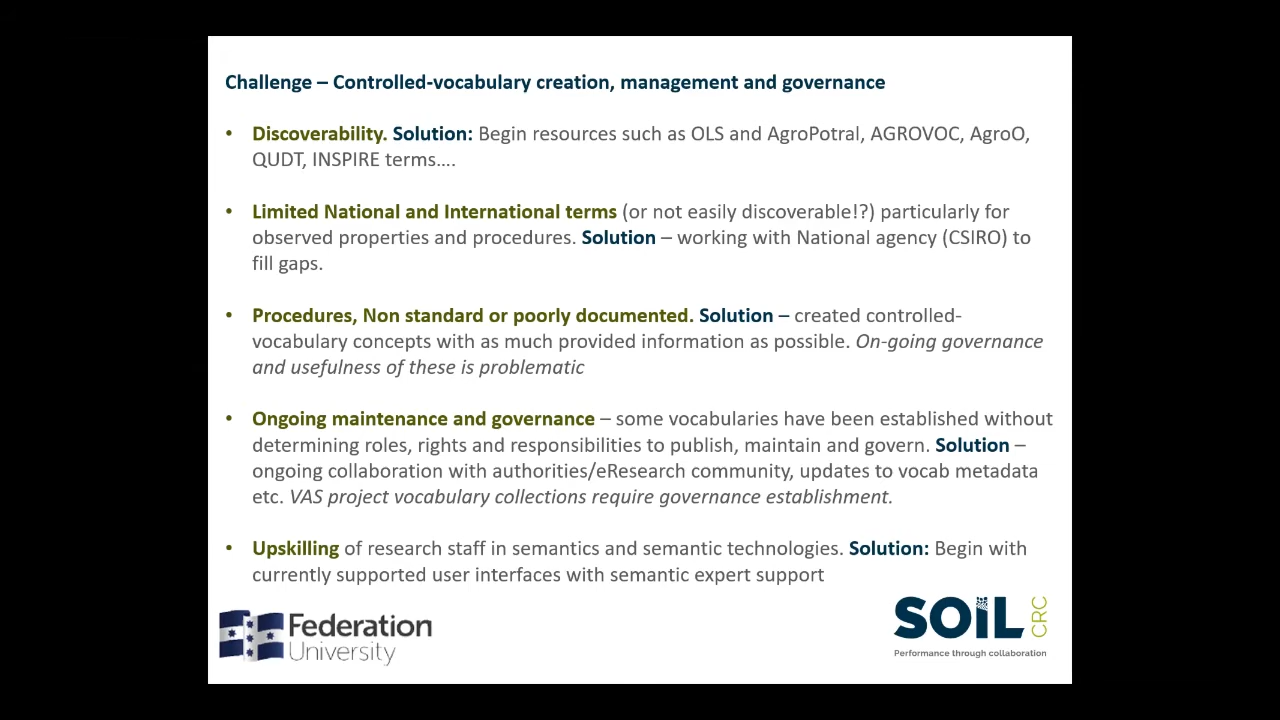 Challenge – Controlled-vocabulary creation, management and governance
• Discoverability. Solution: Begin resources such as OLS and AgroPotral, AGROVOC, AgroO,
QUDT, INSPIRE terms….
• Limited National and International terms (or not easily discoverable!?) particularly for
observed properties and procedures. Solution – working with National agency (CSIRO) to
fill gaps.
• Procedures, Non standard or poorly documented. Solution – created controlled-
vocabulary concepts with as much provided information as possible. On-going governance
and usefulness of these is problematic
• Ongoing maintenance and governance – some vocabularies have been established without
determining roles, rights and responsibilities to publish, maintain and govern. Solution –
ongoing collaboration with authorities/eResearch community, updates to vocab metadata
etc. VAS project vocabulary collections require governance establishment.
• Upskilling of research staff in semantics and semantic technologies. Solution: Begin with
currently supported user interfaces with semantic expert support
Federation
University
SOIL CRC
Performance through collaboration